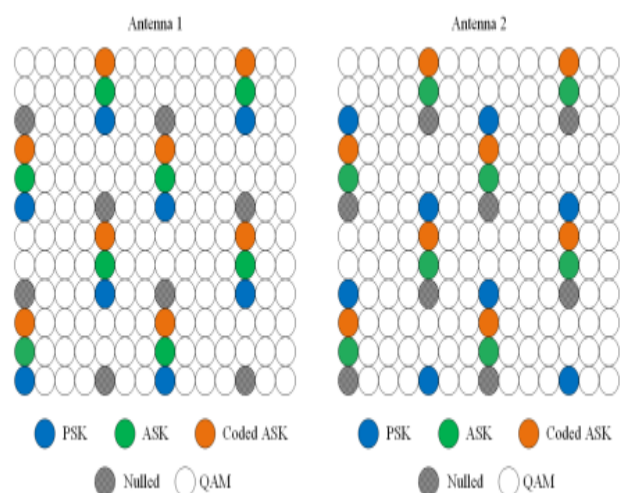 Antenna 1
Antenna 2
PSK ASK Coded ASK
Nulled QAM
PSK ASK Coded ASK
Nulled QAM